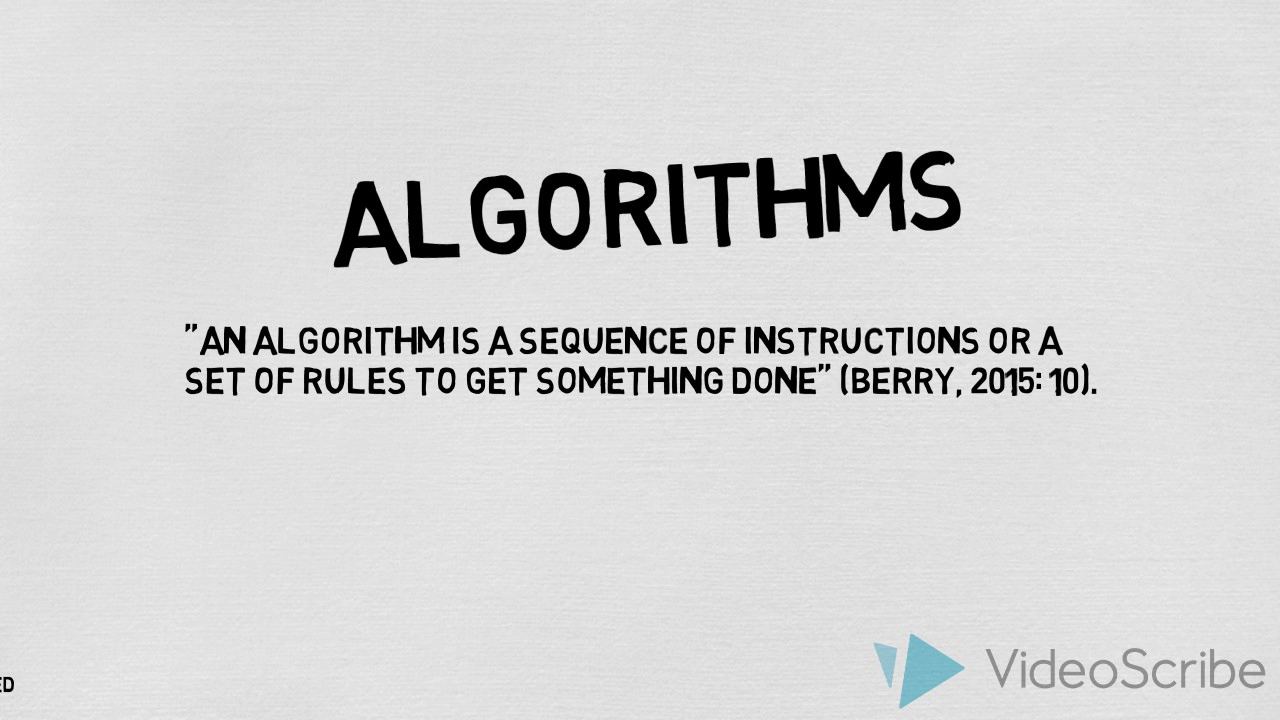 ALGORITHMS
"AN ALGORITHM IS A SEQUENCE OF INSTRUCTIONS OR A
SET OF RULES TO GET SOMETHING DONE" (BERRY, 2015: 10).
ED
VideoScribe